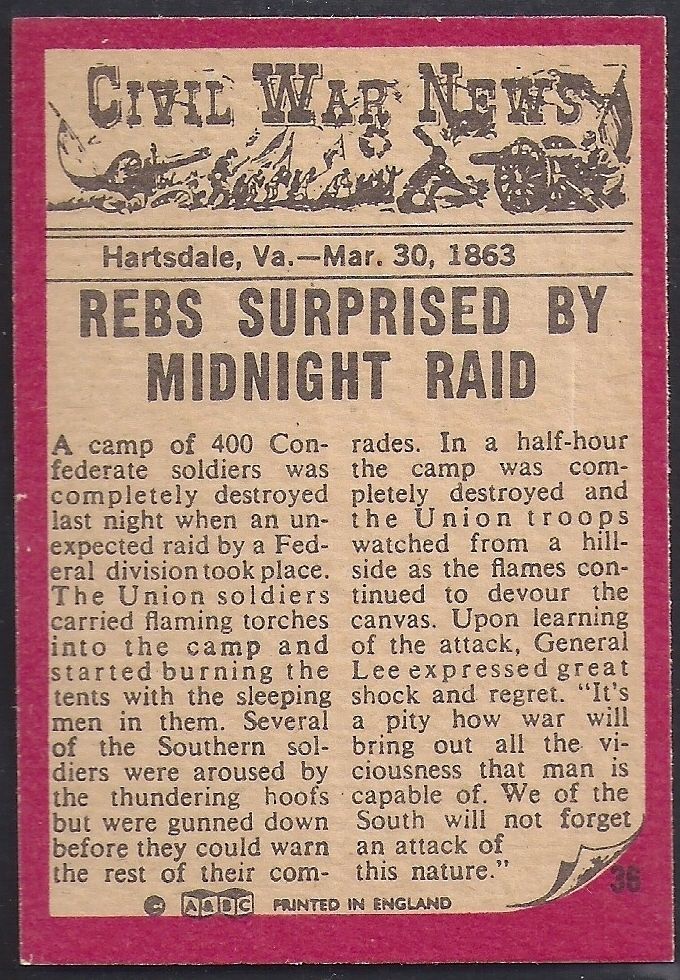 CIVIL WAR NEWS
Hartsdale, Va.—Mar. 30, 1863
REBS SURPRISED BY
MIDNIGHT RAID
A camp of 400 Con-
federate soldiers was
completely destroyed
last night when an un-
expected raid by a Fed-
eral division took place.
The Union soldiers
carried flaming torches
into the camp and
started burning the
tents with the sleeping
men in them. Several
of the Southern sol-
diers were aroused by
the thundering hoofs
but were gunned down
before they could warn
the rest of their com-
rades. In a half-hour
the camp was com-
pletely destroyed and
the Union troops
watched from a hill-
side as the flames con-
tinued to devour the
canvas. Upon learning
of the attack, General
Lee expressed great
shock and regret. "It's
a pity how war will
bring out all the vi-
ciousness that man is
capable of. We of the
South will not forget
an attack of
this nature."
36
© A&BC PRINTED IN ENGLAND